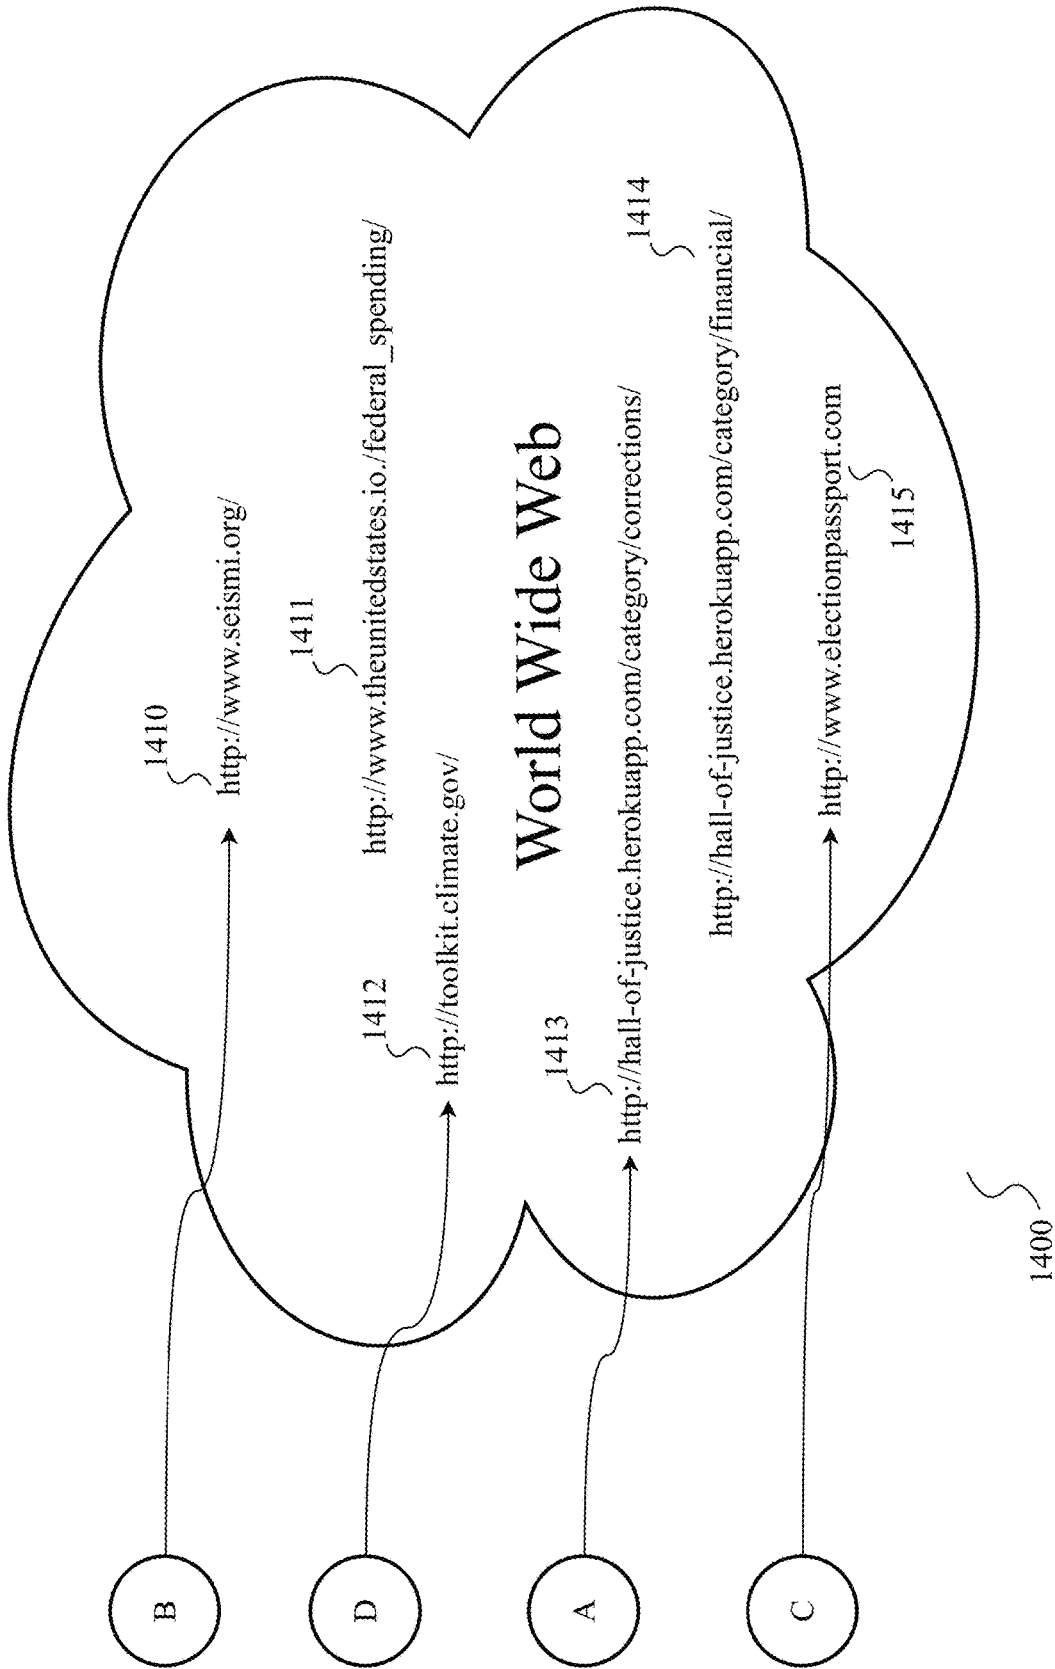 B
D
A
C
1410
http://www.seismi.org/
1411
http://www.theunitedstates.io./federal_spending/
1412
http://toolkit.climate.gov/
World Wide Web
1413
http://hall-of-justice.herokuapp.com/category/corrections/
1414
http://hall-of-justice.herokuapp.com/category/financial/
http://www.electionpassport.com
1415
1400